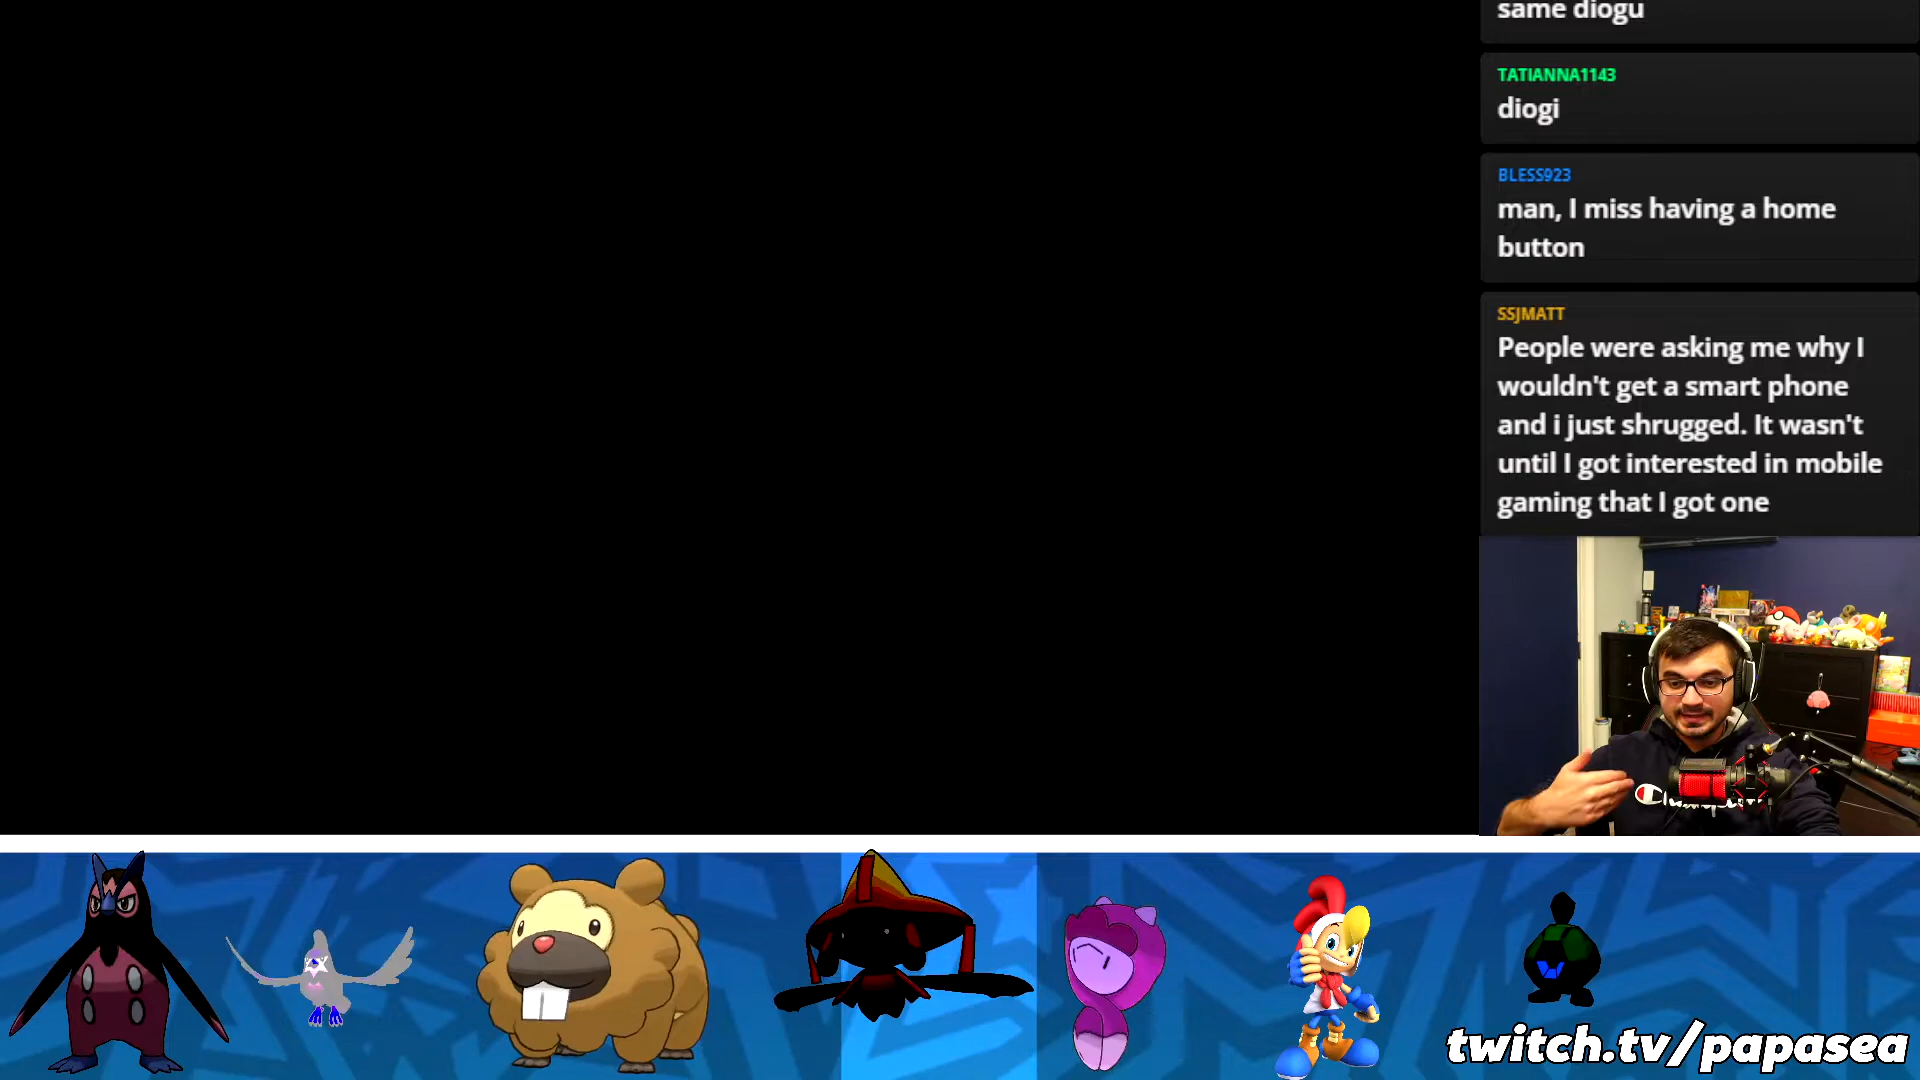 same diogu
TATIANNA1143
diogi
BLESS923
man, I miss having a home
button
SSJMATT
People were asking me why I
wouldn't get a smart phone
and i just shrugged. It wasn't
until I got interested in mobile
gaming that I got one
twitch.tv/papasea